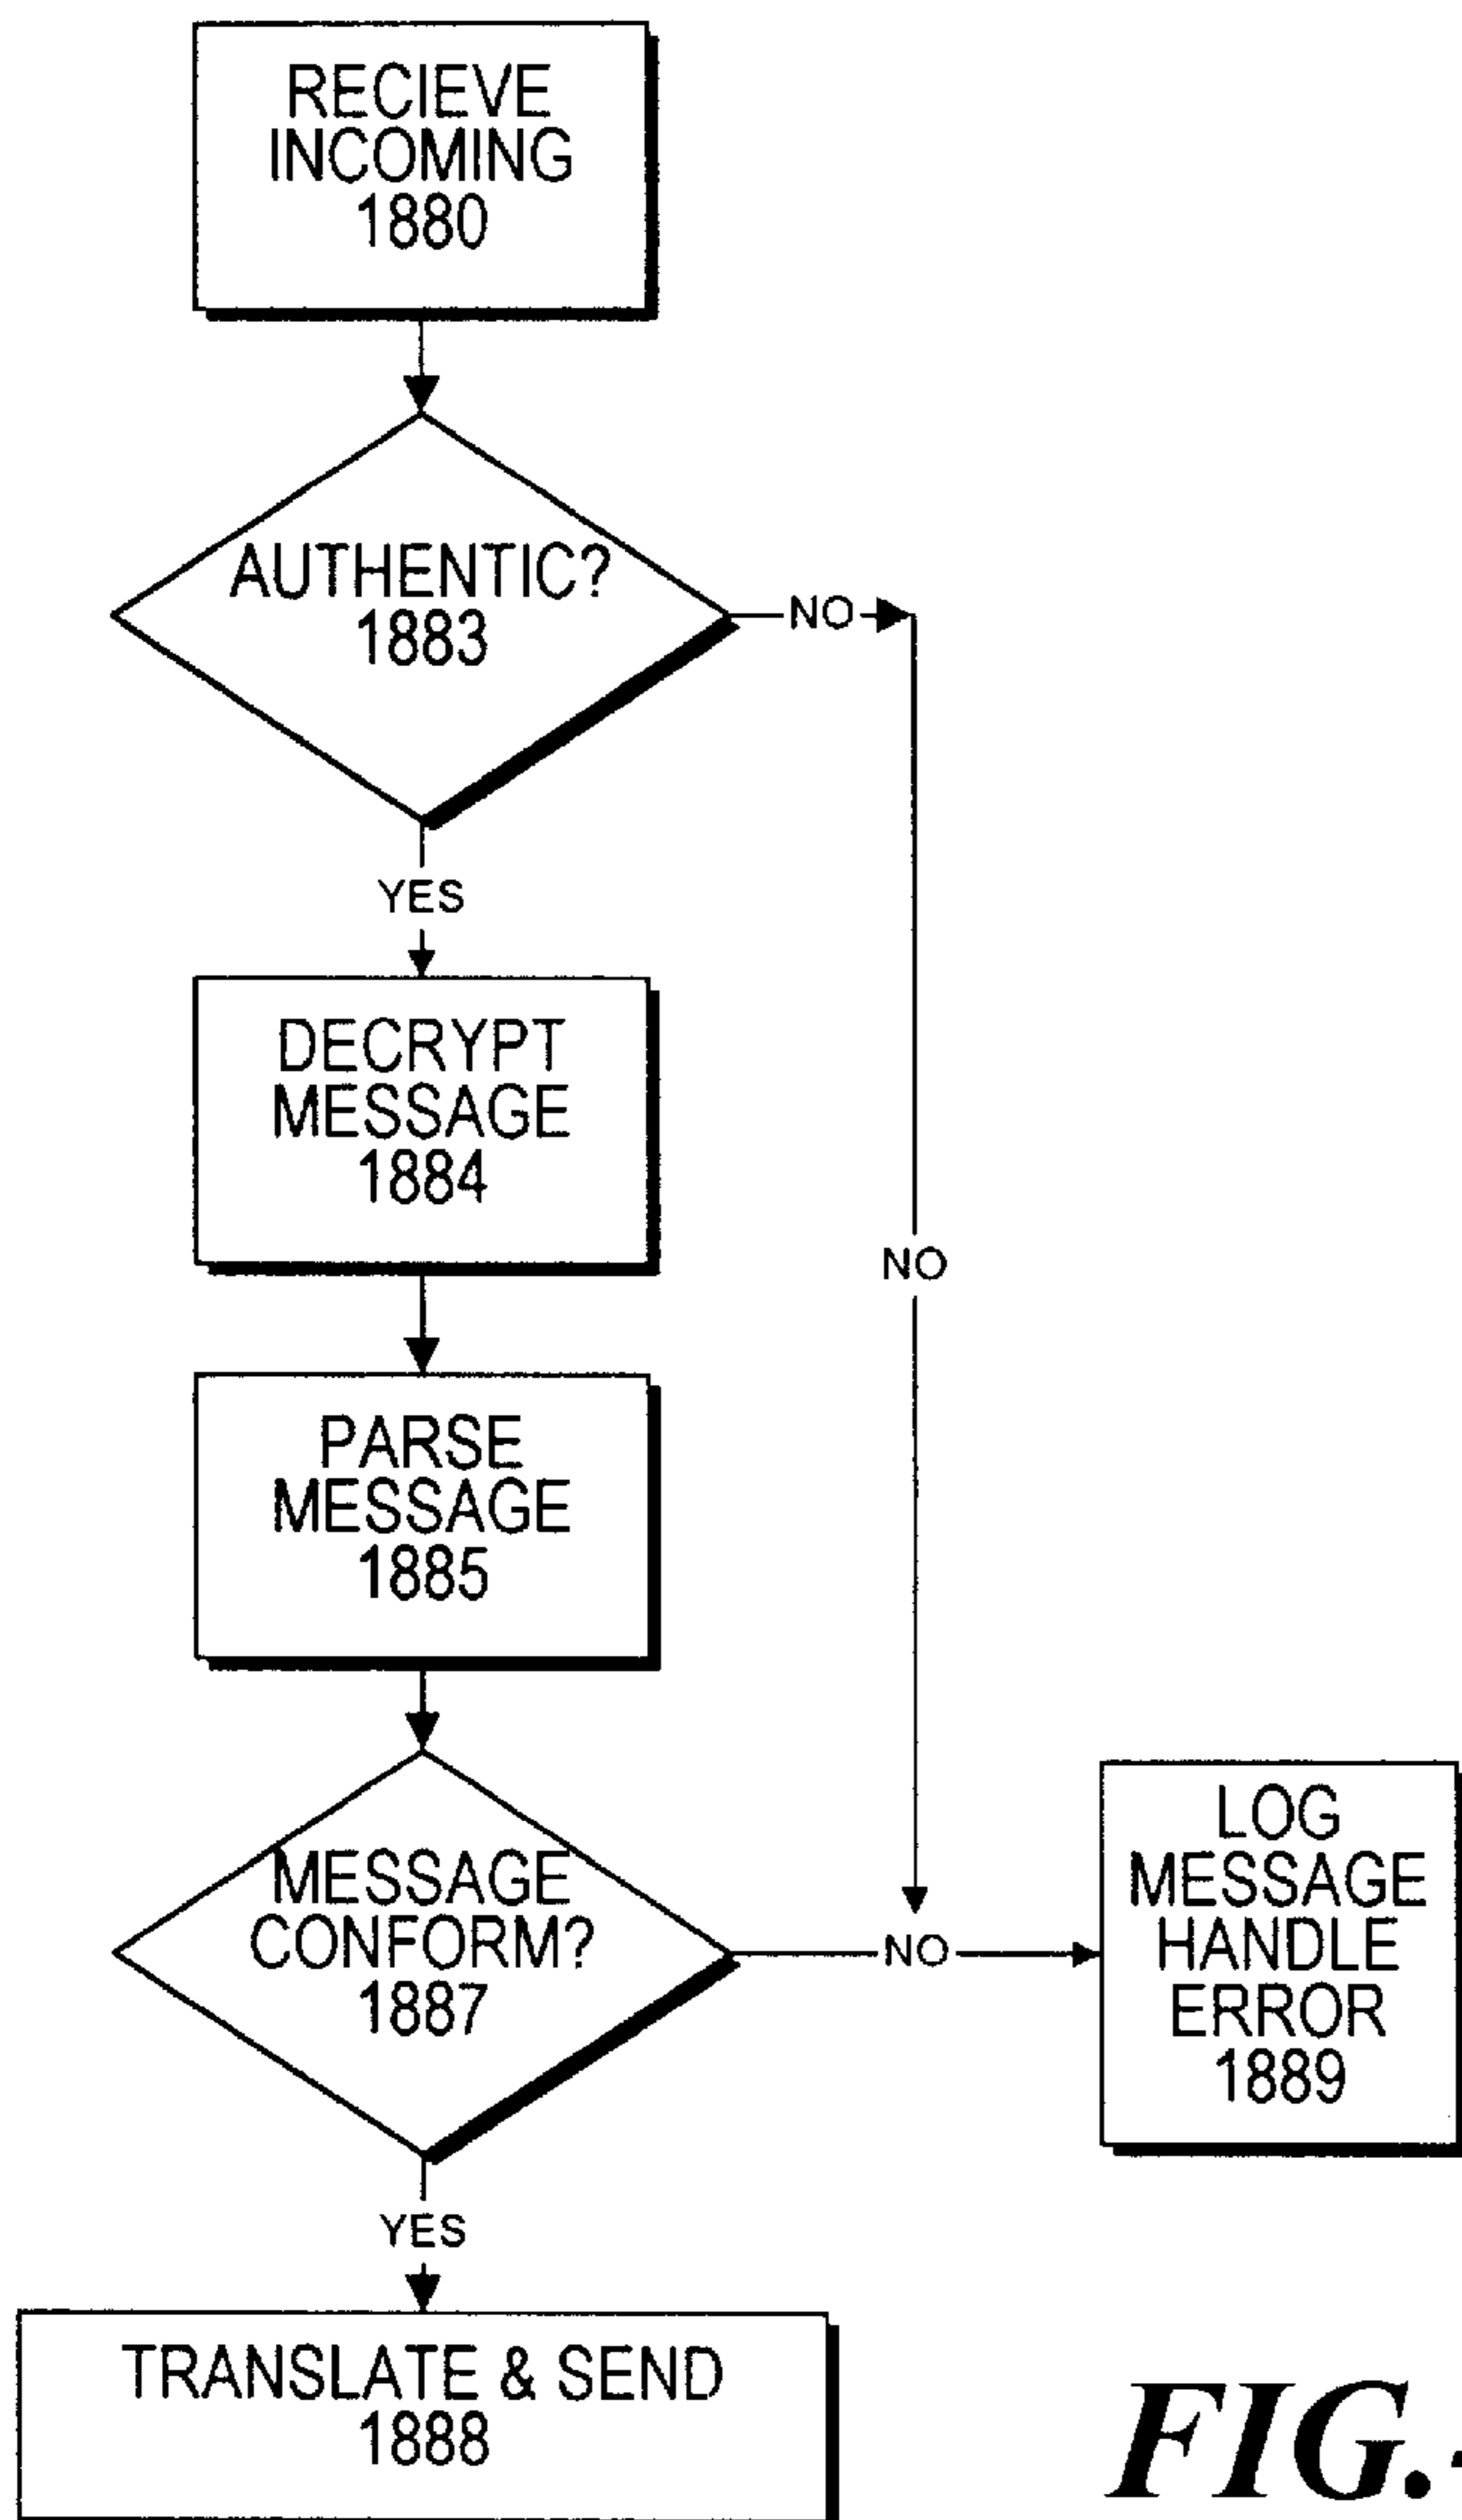 RECIEVE
INCOMING
1880
AUTHENTIC?
1883
NO
YES
DECRYPT
MESSAGE
1884
NO
PARSE
MESSAGE
1885
MESSAGE
CONFORM?
1887
NO
LOG
MESSAGE
HANDLE
ERROR
1889
YES
TRANSLATE & SEND
1888
FIG.